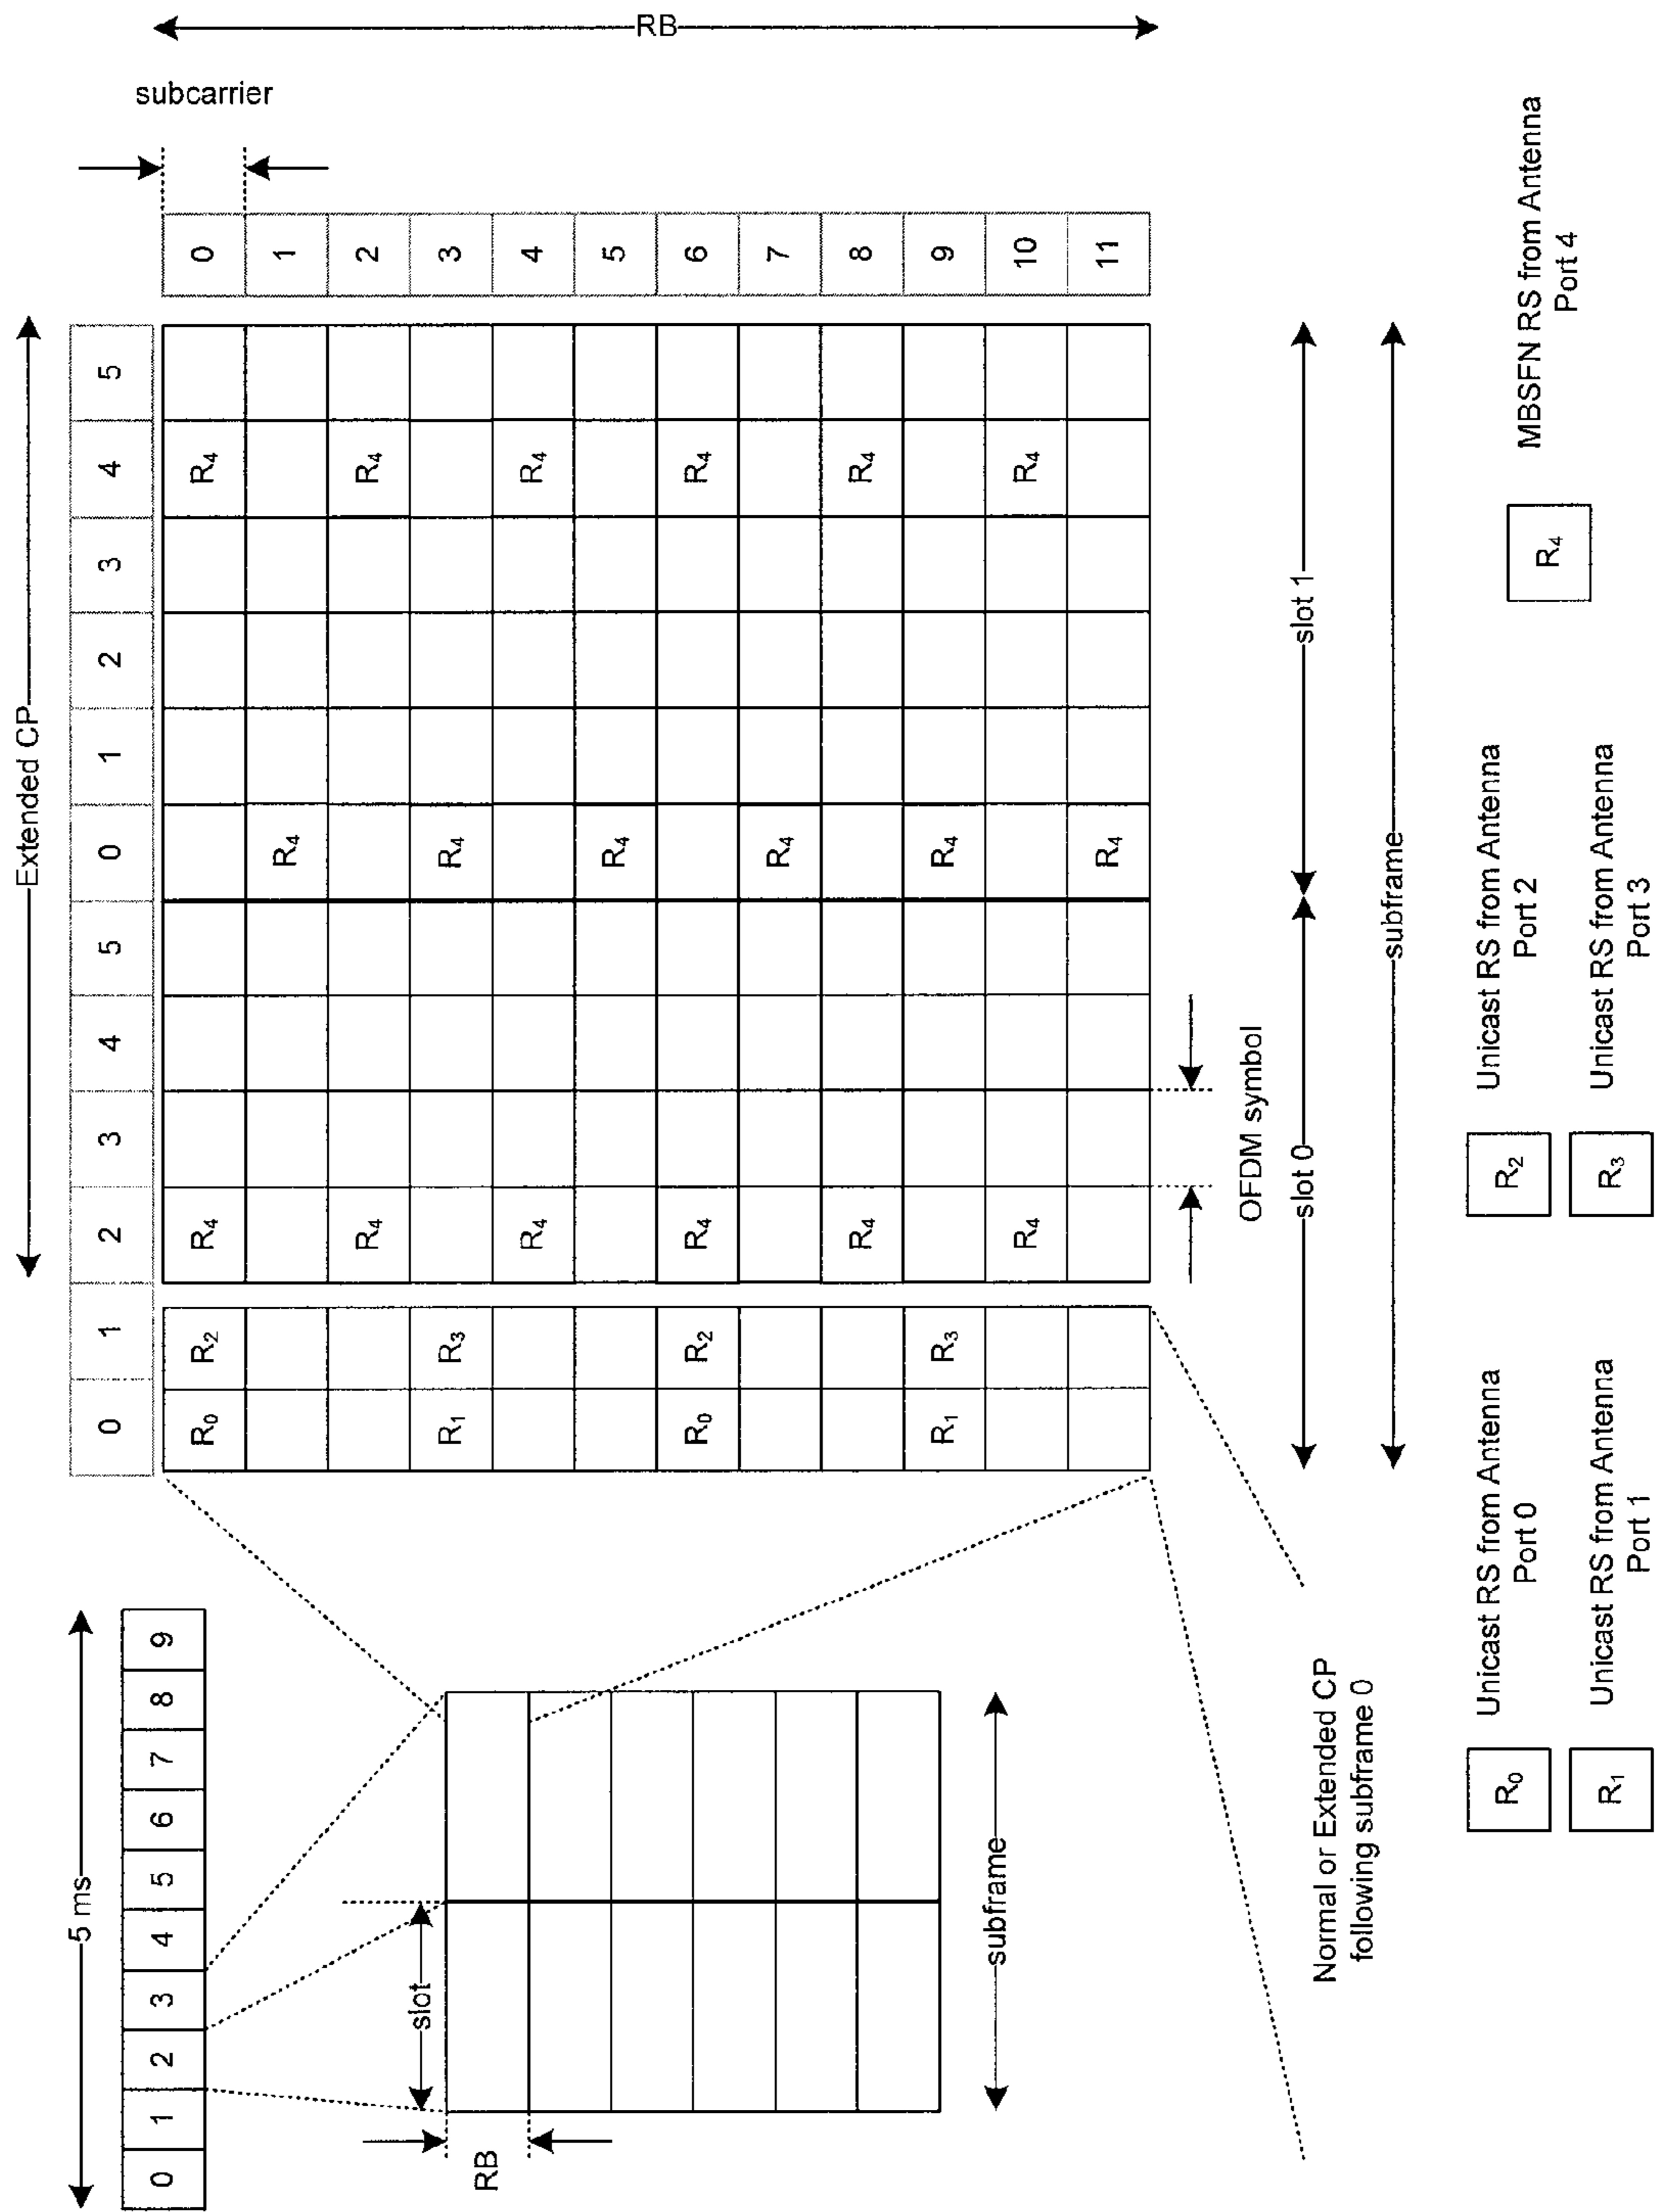 5 ms
0 1 2 3 4 5 6 7 8 9
slot
RB
subframe
Extended CP
0 1 2 3 4 5 0 1 2 3 4 5
subcarrier
RB
R0 R2 R4 R4 0
R4 1
R4 R4 2
R1 R3 R4 3
R4 R4 4
R4 5
R0 R2 R4 R4 6
R4 7
R4 R4 8
R1 R3 R4 9
R4 R4 10
R4 11
OFDM symbol
slot 0 slot 1
subframe
Normal or Extended CP
following subframe 0
R0 Unicast RS from Antenna
Port 0
R1 Unicast RS from Antenna
Port 1
R2 Unicast RS from Antenna
Port 2
R3 Unicast RS from Antenna
Port 3
R4 MBSFN RS from Antenna
Port 4